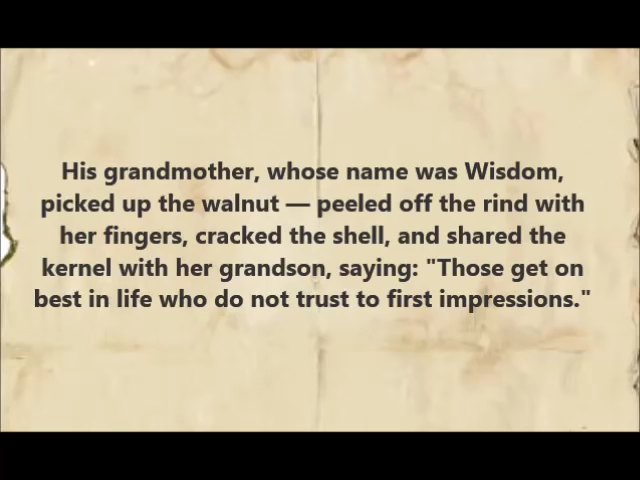 His grandmother, whose name was Wisdom,
picked up the walnut — peeled off the rind with
her fingers, cracked the shell, and shared the
kernel with her grandson, saying: "Those get on
best in life who do not trust to first impressions."